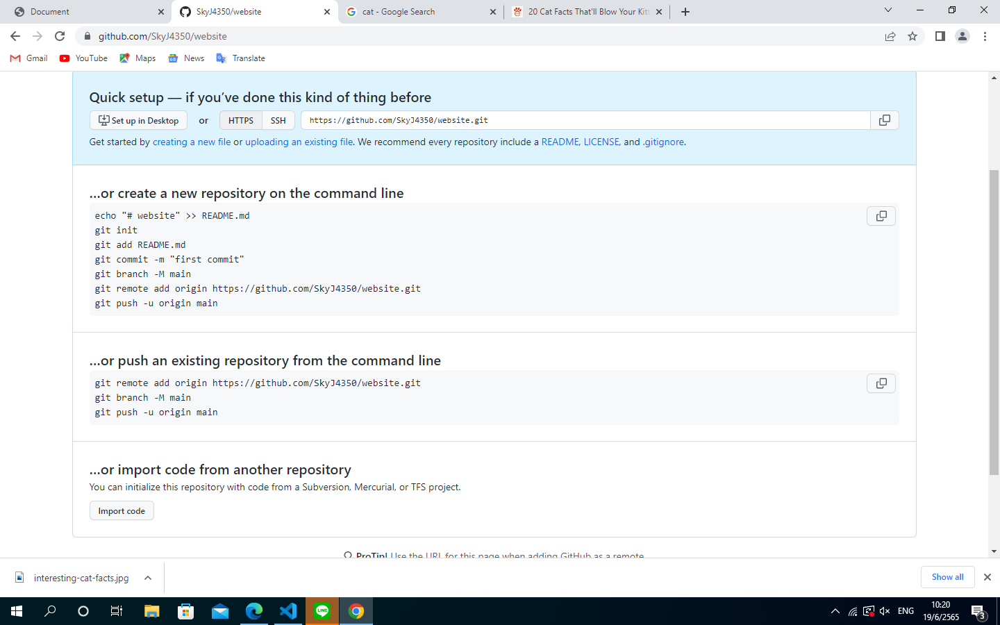 Document
SkyJ4350/website
cat - Google Search
20 Cat Facts That'll Blow Your Kitt
github.com/SkyJ4350/website
Gmail
YouTube
Maps
News
Translate
Quick setup — if you've done this kind of thing before
Set up in Desktop
or
HTTPS
SSH
https://github.com/SkyJ4350/website.git
Get started by creating a new file or uploading an existing file. We recommend every repository include a README, LICENSE, and .gitignore.
…or create a new repository on the command line
echo "# website" >> README.md
git init
git add README.md
git commit -m "first commit"
git branch -M main
git remote add origin https://github.com/SkyJ4350/website.git
git push -u origin main
…or push an existing repository from the command line
git remote add origin https://github.com/SkyJ4350/website.git
git branch -M main
git push -u origin main
…or import code from another repository
You can initialize this repository with code from a Subversion, Mercurial, or TFS project.
Import code
ProTip! Use the URL for this page when adding GitHub as a remote.
interesting-cat-facts.jpg
Show all
LINE
ENG
10:20
19/6/2565
3